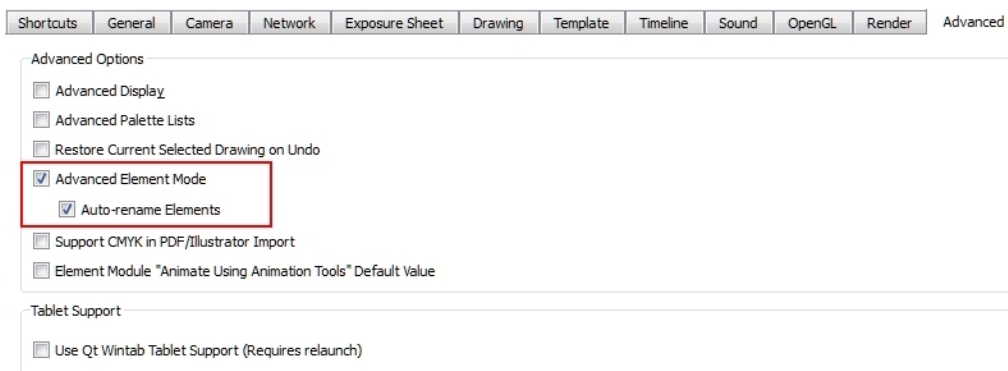 Shortcuts General Camera Network Exposure Sheet Drawing Template Timeline Sound OpenGL Render Advanced
Advanced Options
Advanced Display
Advanced Palette Lists
Restore Current Selected Drawing on Undo
Advanced Element Mode
Auto-rename Elements
Support CMYK in PDF/Illustrator Import
Element Module "Animate Using Animation Tools" Default Value
Tablet Support
Use Qt Wintab Tablet Support (Requires relaunch)